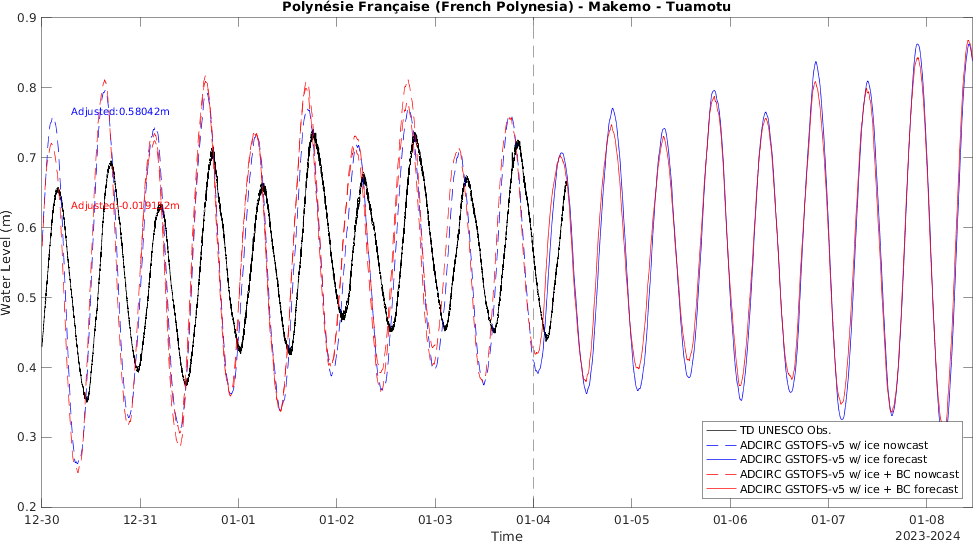 Polynésie Française (French Polynesia) - Makemo - Tuamotu
0.9
0.8
0.7
0.6
0.5
0.4
0.3
0.2
Water Level (m)
Adjusted:0.58042m
Adjusted:-0.019192m
TD UNESCO Obs.
ADCIRC GSTOFS-v5 w/ ice nowcast
ADCIRC GSTOFS-v5 w/ ice forecast
ADCIRC GSTOFS-v5 w/ ice + BC nowcast
ADCIRC GSTOFS-v5 w/ ice + BC forecast
12-30 12-31 01-01 01-02 01-03 01-04 01-05 01-06 01-07 01-08
Time
2023-2024